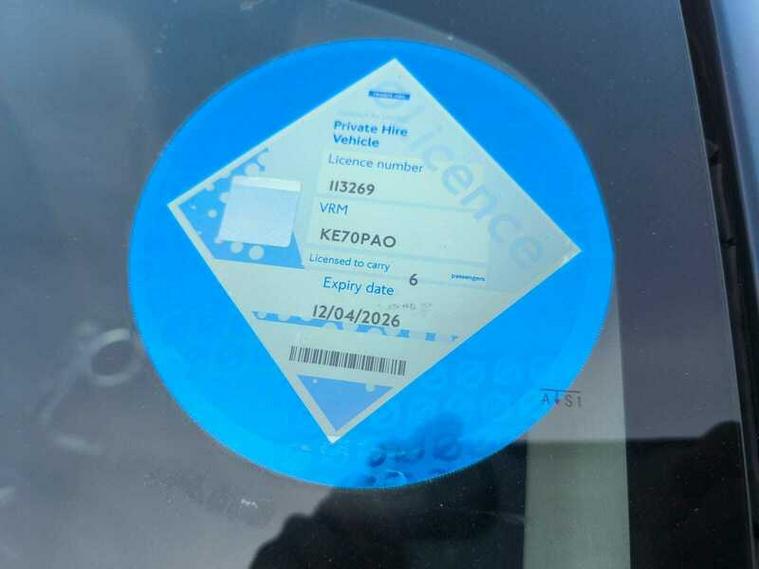 licence
Private Hire
Vehicle
Licence number
113269
VRM
KE70PAO
Licensed to carry 6 passengers
Expiry date
12/04/2026